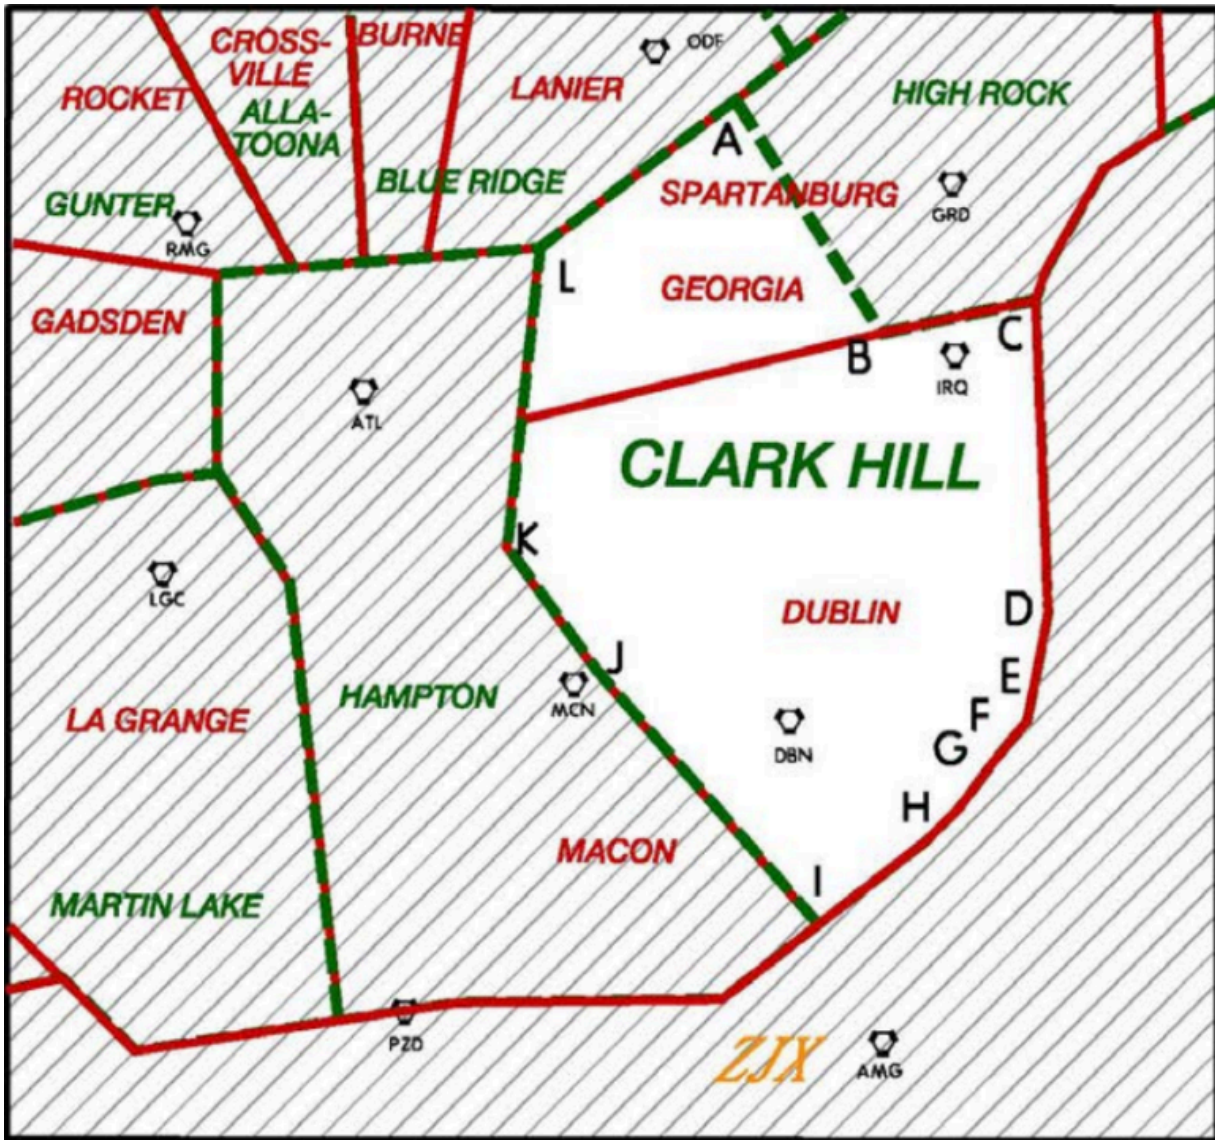 CROSS-
VILLE
BURNE
ODF
ROCKET
LANIER
HIGH ROCK
ALLA-
TOONA
A
BLUE RIDGE
SPARTANBURG
GUNTER
GRD
RMG
L
GEORGIA
GADSDEN
C
B
IRQ
ATL
CLARK HILL
K
LGC
DUBLIN
D
J
E
HAMPTON
MCN
F
LA GRANGE
G
DBN
H
MACON
I
MARTIN LAKE
PZD
ZJX
AMG